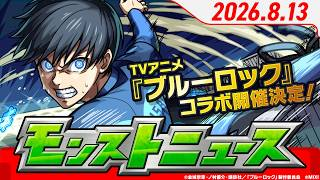 2026.8.13
TVアニメ
『ブルーロック』
コラボ開催決定!
モンストニュース
©金城宗幸・ノ村優介・講談社/「ブルーロック」製作委員会 ©MIXI